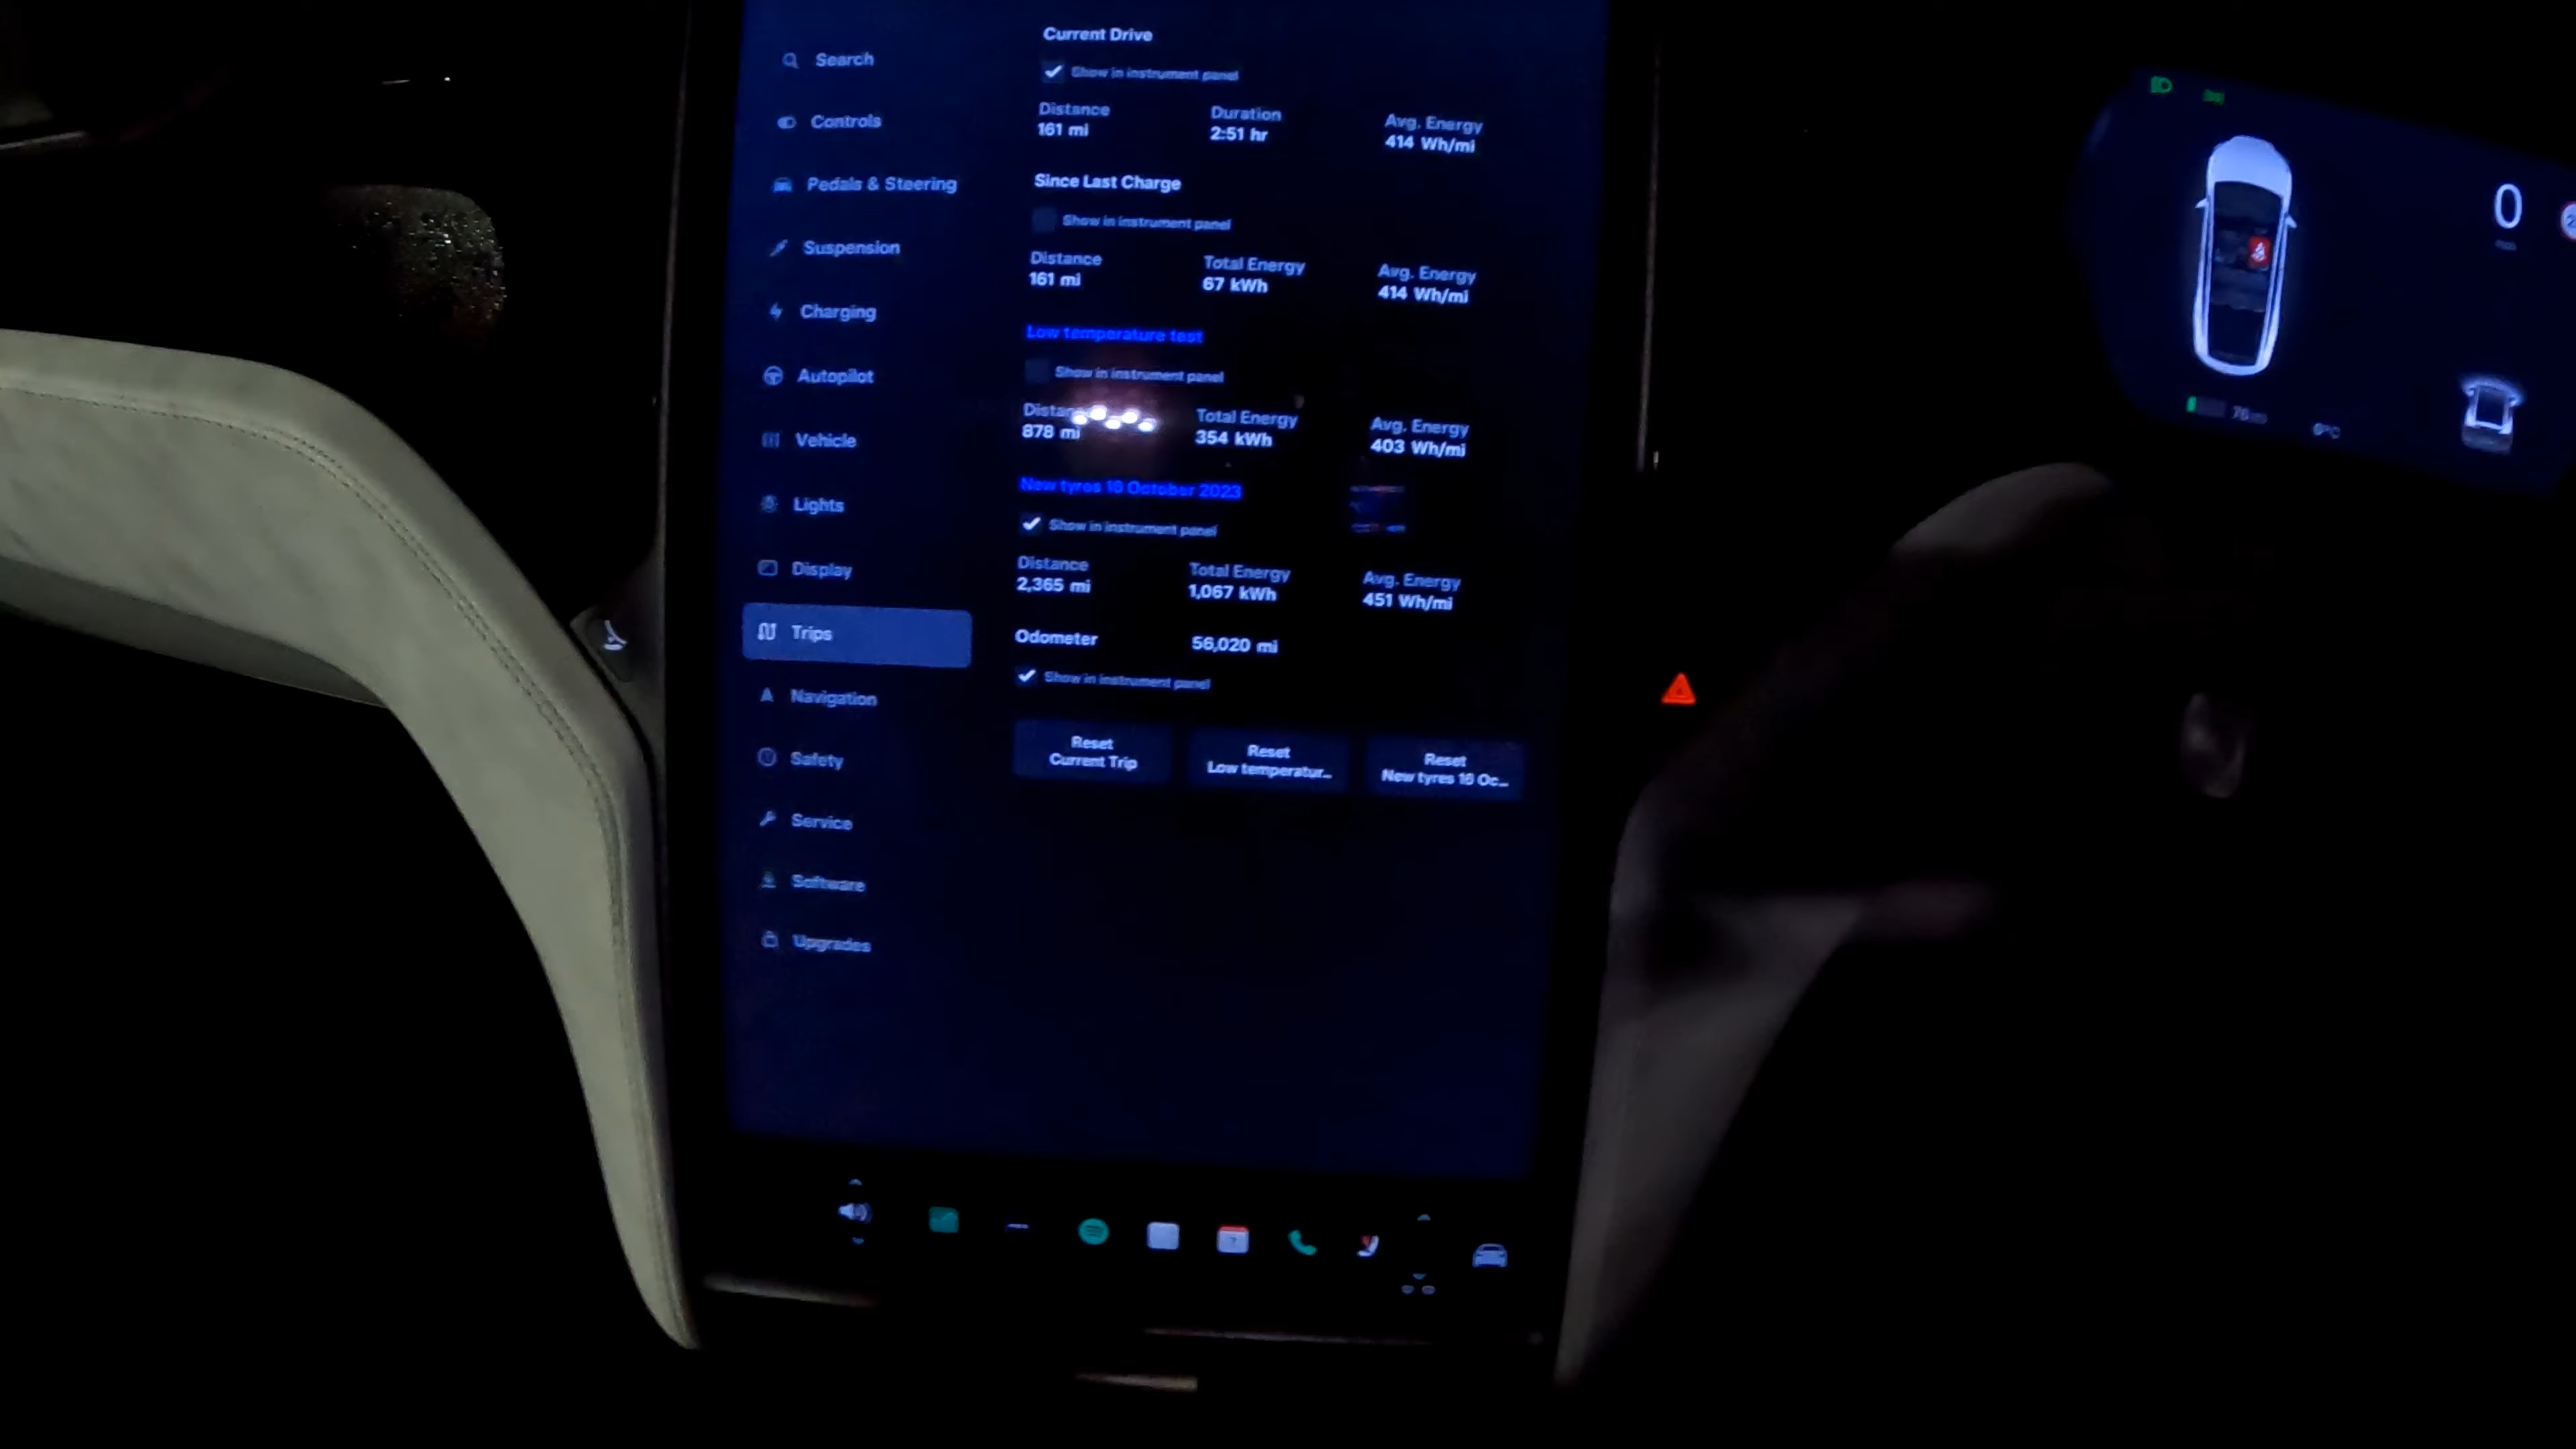 Search
Controls
Pedals & Steering
Suspension
Charging
Autopilot
Vehicle
Lights
Display
Trips
Navigation
Safety
Service
Software
Upgrades
Current Drive
Show in instrument panel
Distance Duration Avg. Energy
161 mi 2:51 hr 414 Wh/mi
Since Last Charge
Show in instrument panel
Distance Total Energy Avg. Energy
161 mi 67 kWh 414 Wh/mi
Low temperature test
Show in instrument panel
Distance Total Energy Avg. Energy
878 mi 354 kWh 403 Wh/mi
New tyres 16 October 2023
Show in instrument panel
Distance Total Energy Avg. Energy
2,365 mi 1,067 kWh 451 Wh/mi
Odometer 56,020 mi
Show in instrument panel
Reset
Current Trip
Reset
Low temperatur...
Reset
New tyres 16 Oc...
0